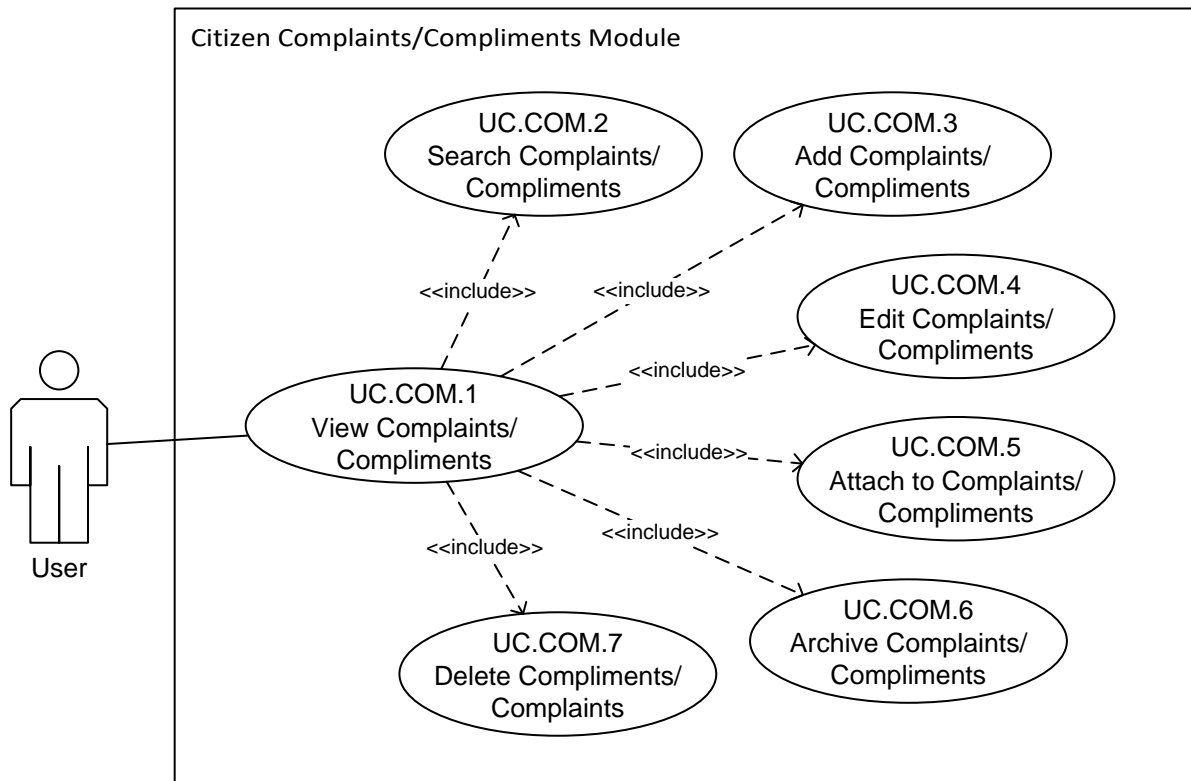 Citizen Complaints/Compliments Module
UC.COM.2
Search Complaints/
Compliments
UC.COM.3
Add Complaints/
Compliments
<<include>>
<<include>>
UC.COM.4
Edit Complaints/
Compliments
<<include>>
UC.COM.1
View Complaints/
Compliments
<<include>>
UC.COM.5
Attach to Complaints/
Compliments
<<include>>
<<include>>
User
UC.COM.7
Delete Compliments/
Complaints
UC.COM.6
Archive Complaints/
Compliments